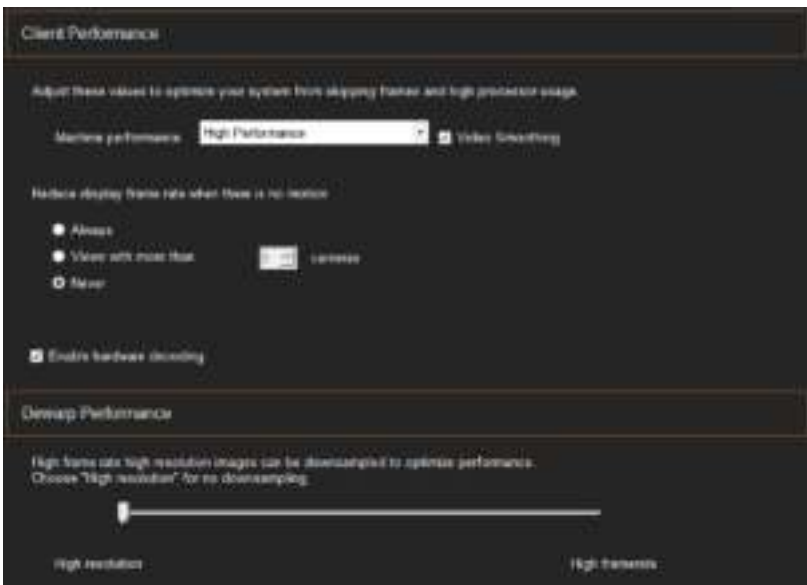 Client Performance
Adjust these values to optimize your system from skipping frames and high processor usage.
Machine performance High Performance Video Smoothing
Reduce display frame rate when there is no motion
Always
Views with more than cameras
Never
Enable hardware decoding
Dewarp Performance
High frame rate high resolution images can be downsampled to optimize performance.
Choose "High resolution" for no downsampling.
High resolution High framerate